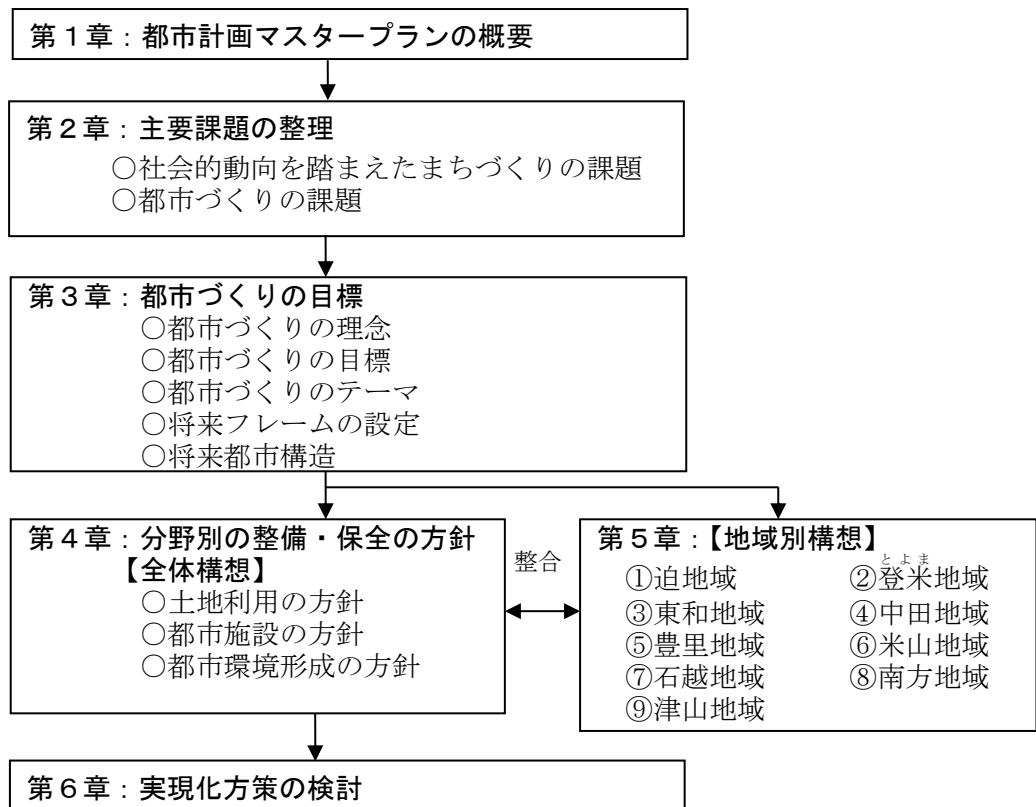 第１章：都市計画マスタープランの概要
第２章：主要課題の整理
○社会的動向を踏まえたまちづくりの課題
○都市づくりの課題
第３章：都市づくりの目標
○都市づくりの理念
○都市づくりの目標
○都市づくりのテーマ
○将来フレームの設定
○将来都市構造
第４章：分野別の整備・保全の方針
【全体構想】
○土地利用の方針
○都市施設の方針
○都市環境形成の方針
整合
第５章：【地域別構想】
とよま
①迫地域 ②登米地域
③東和地域 ④中田地域
⑤豊里地域 ⑥米山地域
⑦石越地域 ⑧南方地域
⑨津山地域
第６章：実現化方策の検討